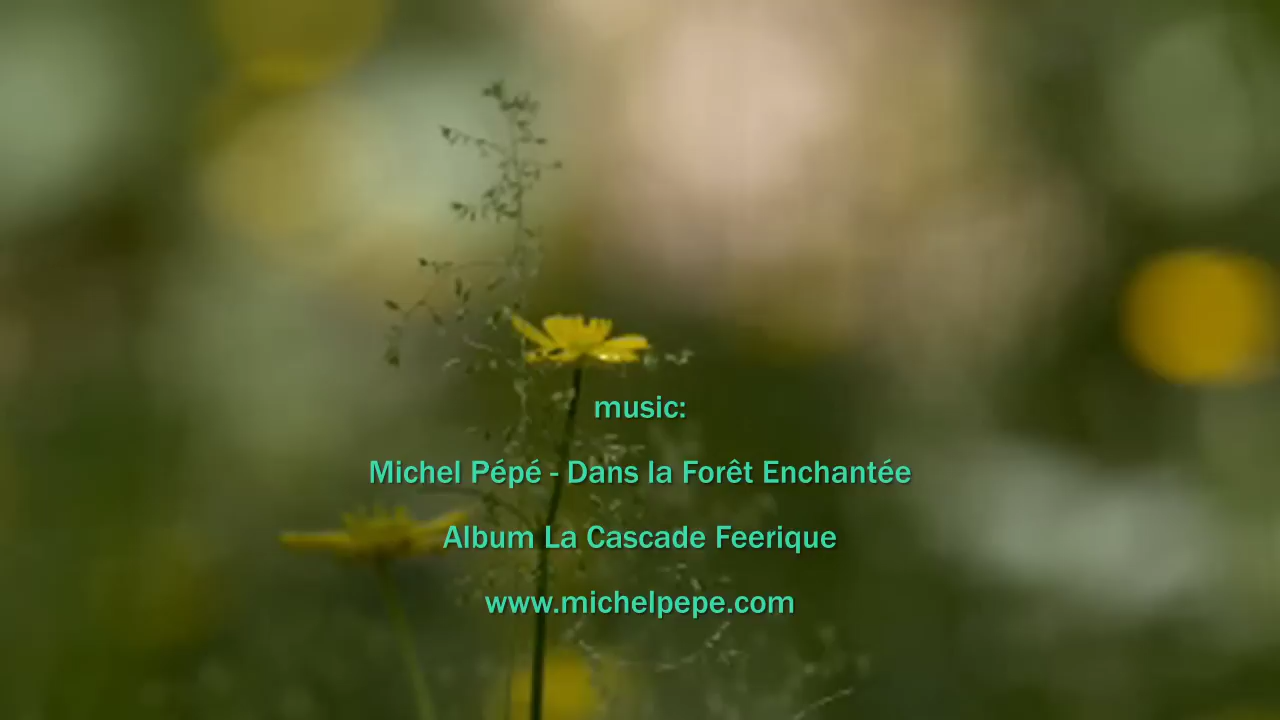 music:
Michel Pépé - Dans la Forêt Enchantée
Album La Cascade Feerique
www.michelpepe.com